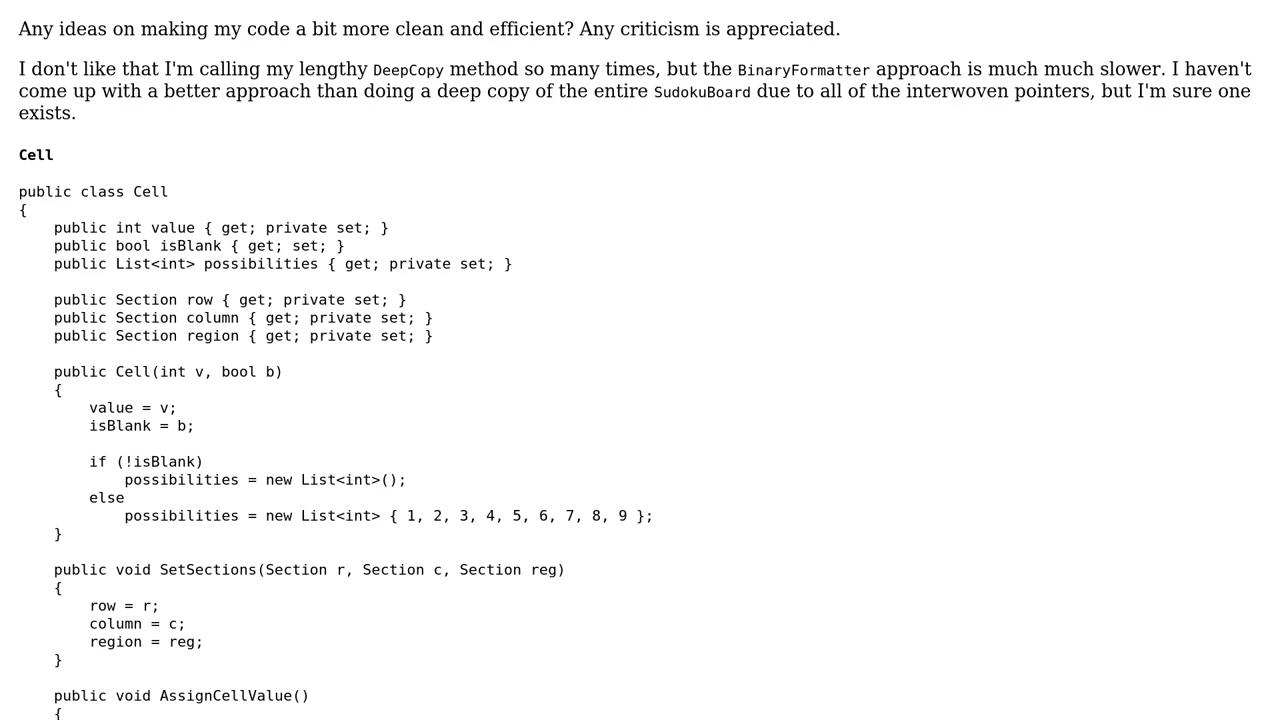 Any ideas on making my code a bit more clean and efficient? Any criticism is appreciated.
I don't like that I'm calling my lengthy DeepCopy method so many times, but the BinaryFormatter approach is much much slower. I haven't
come up with a better approach than doing a deep copy of the entire SudokuBoard due to all of the interwoven pointers, but I'm sure one
exists.
Cell
public class Cell
{
    public int value { get; private set; }
    public bool isBlank { get; set; }
    public List<int> possibilities { get; private set; }
    public Section row { get; private set; }
    public Section column { get; private set; }
    public Section region { get; private set; }
    public Cell(int v, bool b)
    {
        value = v;
        isBlank = b;
        if (!isBlank)
            possibilities = new List<int>();
        else
            possibilities = new List<int> { 1, 2, 3, 4, 5, 6, 7, 8, 9 };
    }
    public void SetSections(Section r, Section c, Section reg)
    {
        row = r;
        column = c;
        region = reg;
    }
    public void AssignCellValue()
    {